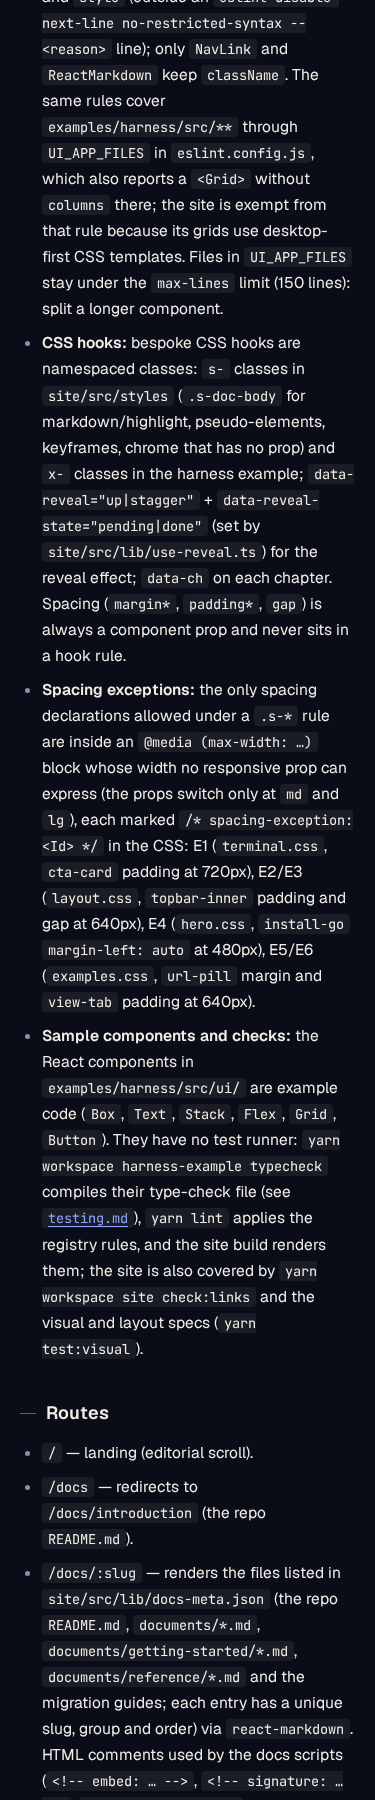 and style (outside an eslint-disable-
next-line no-restricted-syntax --
<reason> line); only NavLink and
ReactMarkdown keep className. The
same rules cover
examples/harness/src/** through
UI_APP_FILES in eslint.config.js,
which also reports a <Grid> without
columns there; the site is exempt from
that rule because its grids use desktop-
first CSS templates. Files in UI_APP_FILES
stay under the max-lines limit (150 lines):
split a longer component.
• CSS hooks: bespoke CSS hooks are
namespaced classes: s- classes in
site/src/styles (.s-doc-body for
markdown/highlight, pseudo-elements,
keyframes, chrome that has no prop) and
x- classes in the harness example; data-
reveal="up|stagger" + data-reveal-
state="pending|done" (set by
site/src/lib/use-reveal.ts) for the
reveal effect; data-ch on each chapter.
Spacing (margin*, padding*, gap) is
always a component prop and never sits in
a hook rule.
• Spacing exceptions: the only spacing
declarations allowed under a .s-* rule
are inside an @media (max-width: …)
block whose width no responsive prop can
express (the props switch only at md and
lg), each marked /* spacing-exception:
<Id> */ in the CSS: E1 (terminal.css,
cta-card padding at 720px), E2/E3
(layout.css, topbar-inner padding and
gap at 640px), E4 (hero.css, install-go
margin-left: auto at 480px), E5/E6
(examples.css, url-pill margin and
view-tab padding at 640px).
• Sample components and checks: the
React components in
examples/harness/src/ui/ are example
code (Box, Text, Stack, Flex, Grid,
Button). They have no test runner: yarn
workspace harness-example typecheck
compiles their type-check file (see
testing.md), yarn lint applies the
registry rules, and the site build renders
them; the site is also covered by yarn
workspace site check:links and the
visual and layout specs (yarn
test:visual).
— Routes
• / — landing (editorial scroll).
• /docs — redirects to
/docs/introduction (the repo
README.md).
• /docs/:slug — renders the files listed in
site/src/lib/docs-meta.json (the repo
README.md, documents/*.md,
documents/getting-started/*.md,
documents/reference/*.md and the
migration guides; each entry has a unique
slug, group and order) via react-markdown.
HTML comments used by the docs scripts
(<!-- embed: … -->, <!-- signature: …